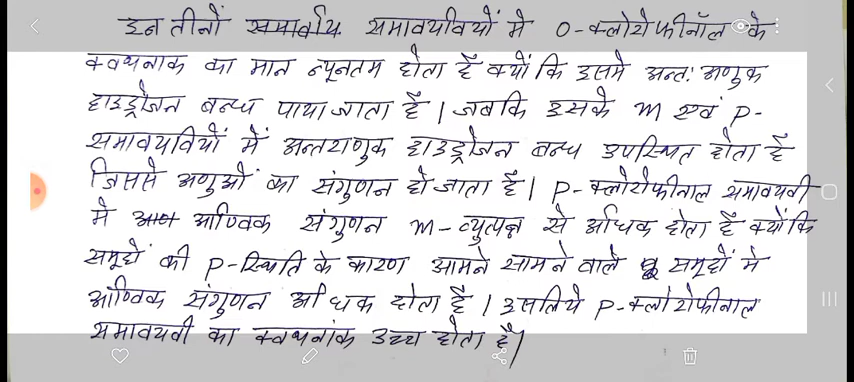 इन तीनों समावयवियों मे o-क्लोरोफीनॉल के
क्वथनाक का मान न्यूनतम होता है क्यों कि इसमे अन्तः अणुक
हाइड्रोजन बन्ध पाया जाता है। जबकि इसके m एवं p-
समावयवियों में अन्तराणुक हाइड्रोजन बन्ध उपस्थित होता है
जिससे अणुओं का संगुणन हो जाता है। p-क्लोरोफीनाल समावयवी
मे आण्विक संगुणन m-व्युत्पन्न से अधिक होता है क्योंकि
समूहों की p-स्थिति के कारण आमने सामने वाले समूहों मे
आण्विक संगुणन अधिक होता है। इसलिये p-क्लोरोफीनाल
समावयवी का क्वथनांक उच्च होता है।